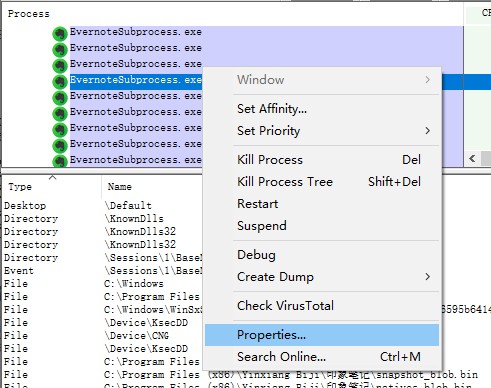 Process
CP
EvernoteSubprocess.exe
EvernoteSubprocess.exe
EvernoteSubprocess.exe
EvernoteSubprocess.exe
EvernoteSubprocess.exe
EvernoteSubprocess.exe
EvernoteSubprocess.exe
EvernoteSubprocess.exe
EvernoteSubprocess.exe
Window
Set Affinity...
Set Priority
Kill Process Del
Kill Process Tree Shift+Del
Restart
Suspend
Debug
Create Dump
Check VirusTotal
Properties...
Search Online... Ctrl+M
Type Name
Desktop \Default
Directory \KnownDlls
Directory \KnownDlls32
Directory \KnownDlls32
Directory \Sessions\1\BaseN
Event \Sessions\1\BaseN
File C:\Windows
File C:\Program Files
File C:\Windows\WinSxS 6595b6414
File \Device\KsecDD
File \Device\CNG
File \Device\KsecDD
File C:\Program Files
File C:\Program Files (x86)\Yinxiang Biji\印象笔记\snapshot_blob.bin
File C:\Program Files (x86)\Yinxiang Biji\印象笔记\natives_blob.bin